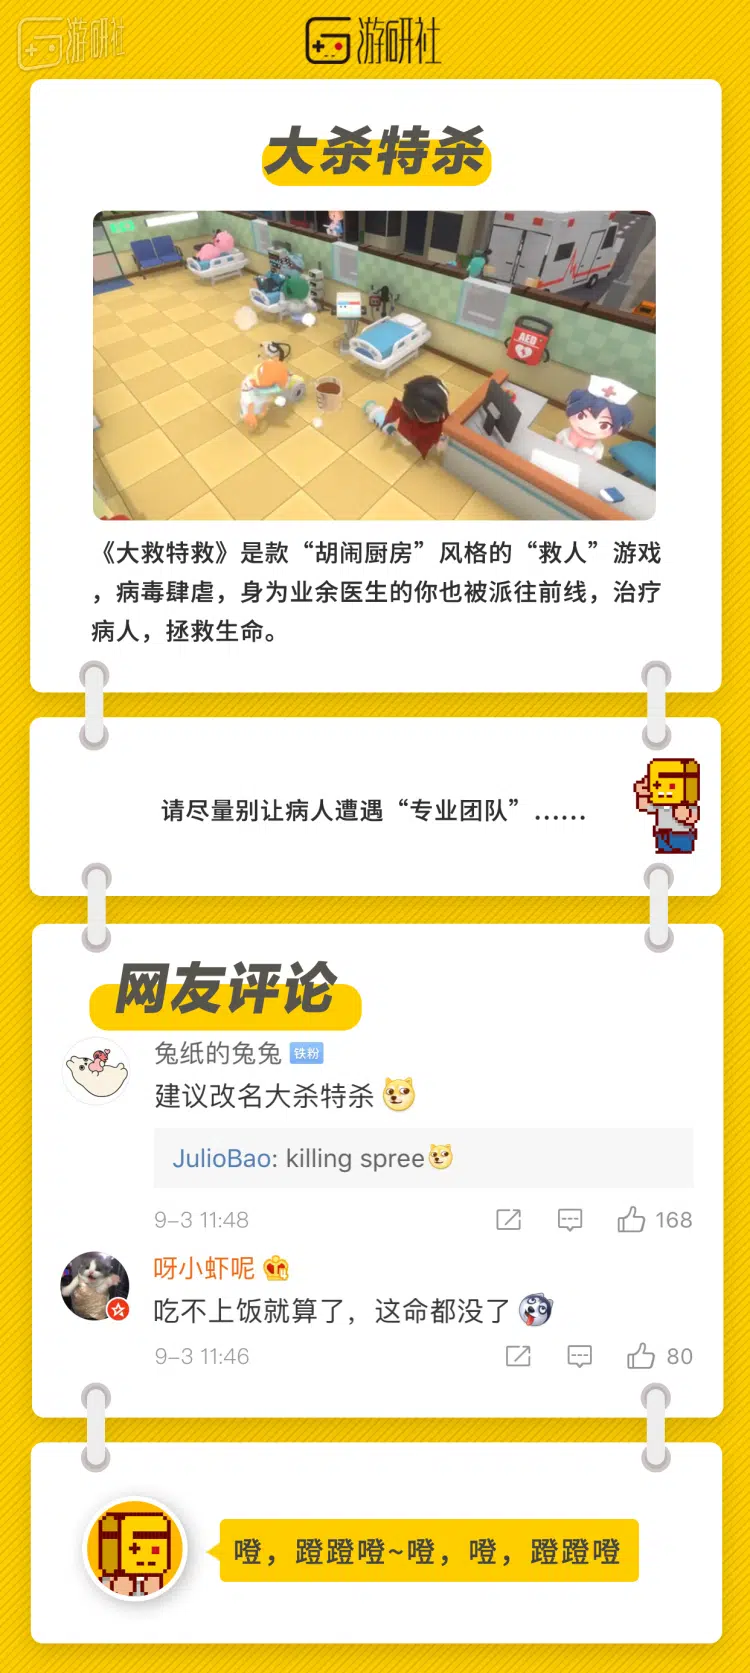 游研社
游研社
大杀特杀
AED
《大救特救》是款“胡闹厨房”风格的“救人”游戏
，病毒肆虐，身为业余医生的你也被派往前线，治疗
病人，拯救生命。
请尽量别让病人遭遇“专业团队”……
网友评论
兔纸的兔兔 铁粉
建议改名大杀特杀
JulioBao: killing spree
9-3 11:48 168
呀小虾呢
吃不上饭就算了，这命都没了
9-3 11:46 80
噔，蹬蹬噔~噔，噔，蹬蹬噔